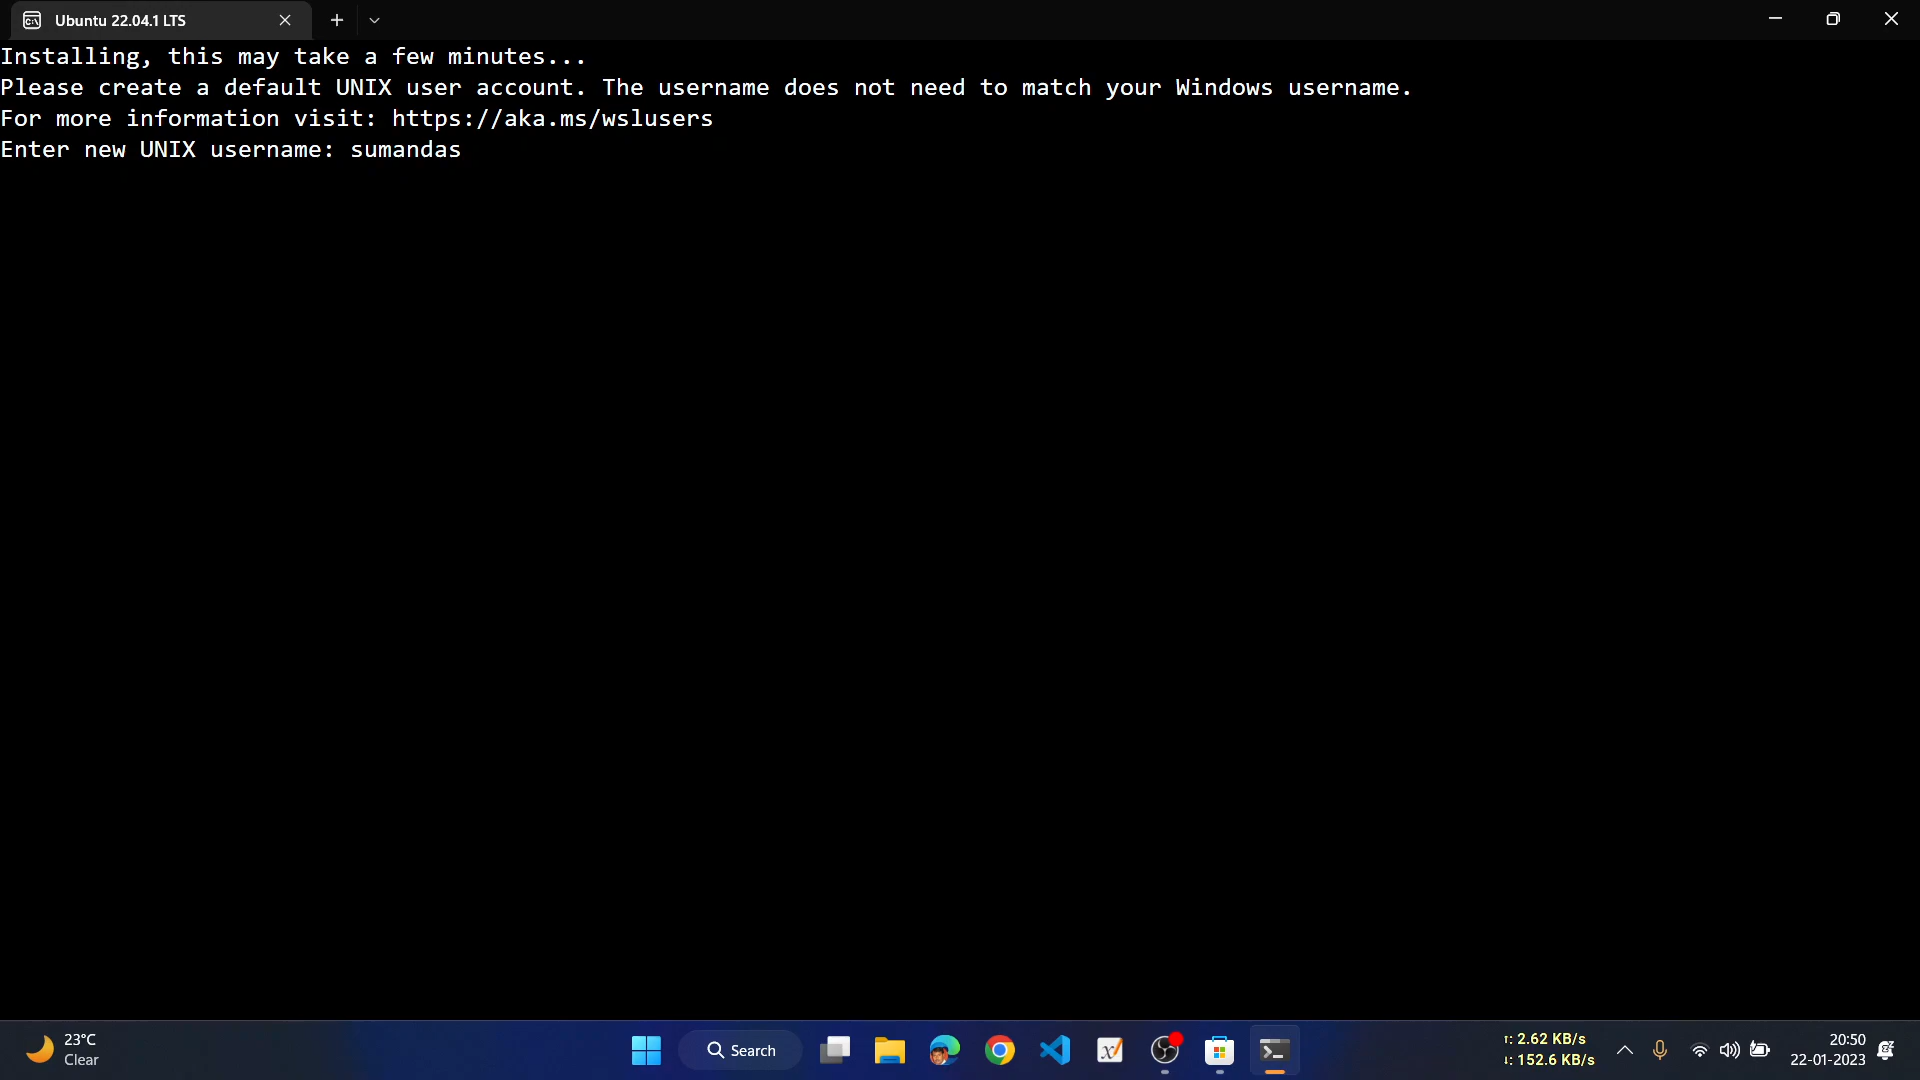 Ubuntu 22.04.1 LTS
Installing, this may take a few minutes...
Please create a default UNIX user account. The username does not need to match your Windows username.
For more information visit: https://aka.ms/wslusers
Enter new UNIX username: sumandas
23°C
Clear
Search
↑: 2.62 KB/s
↓: 152.6 KB/s
20:50
22-01-2023